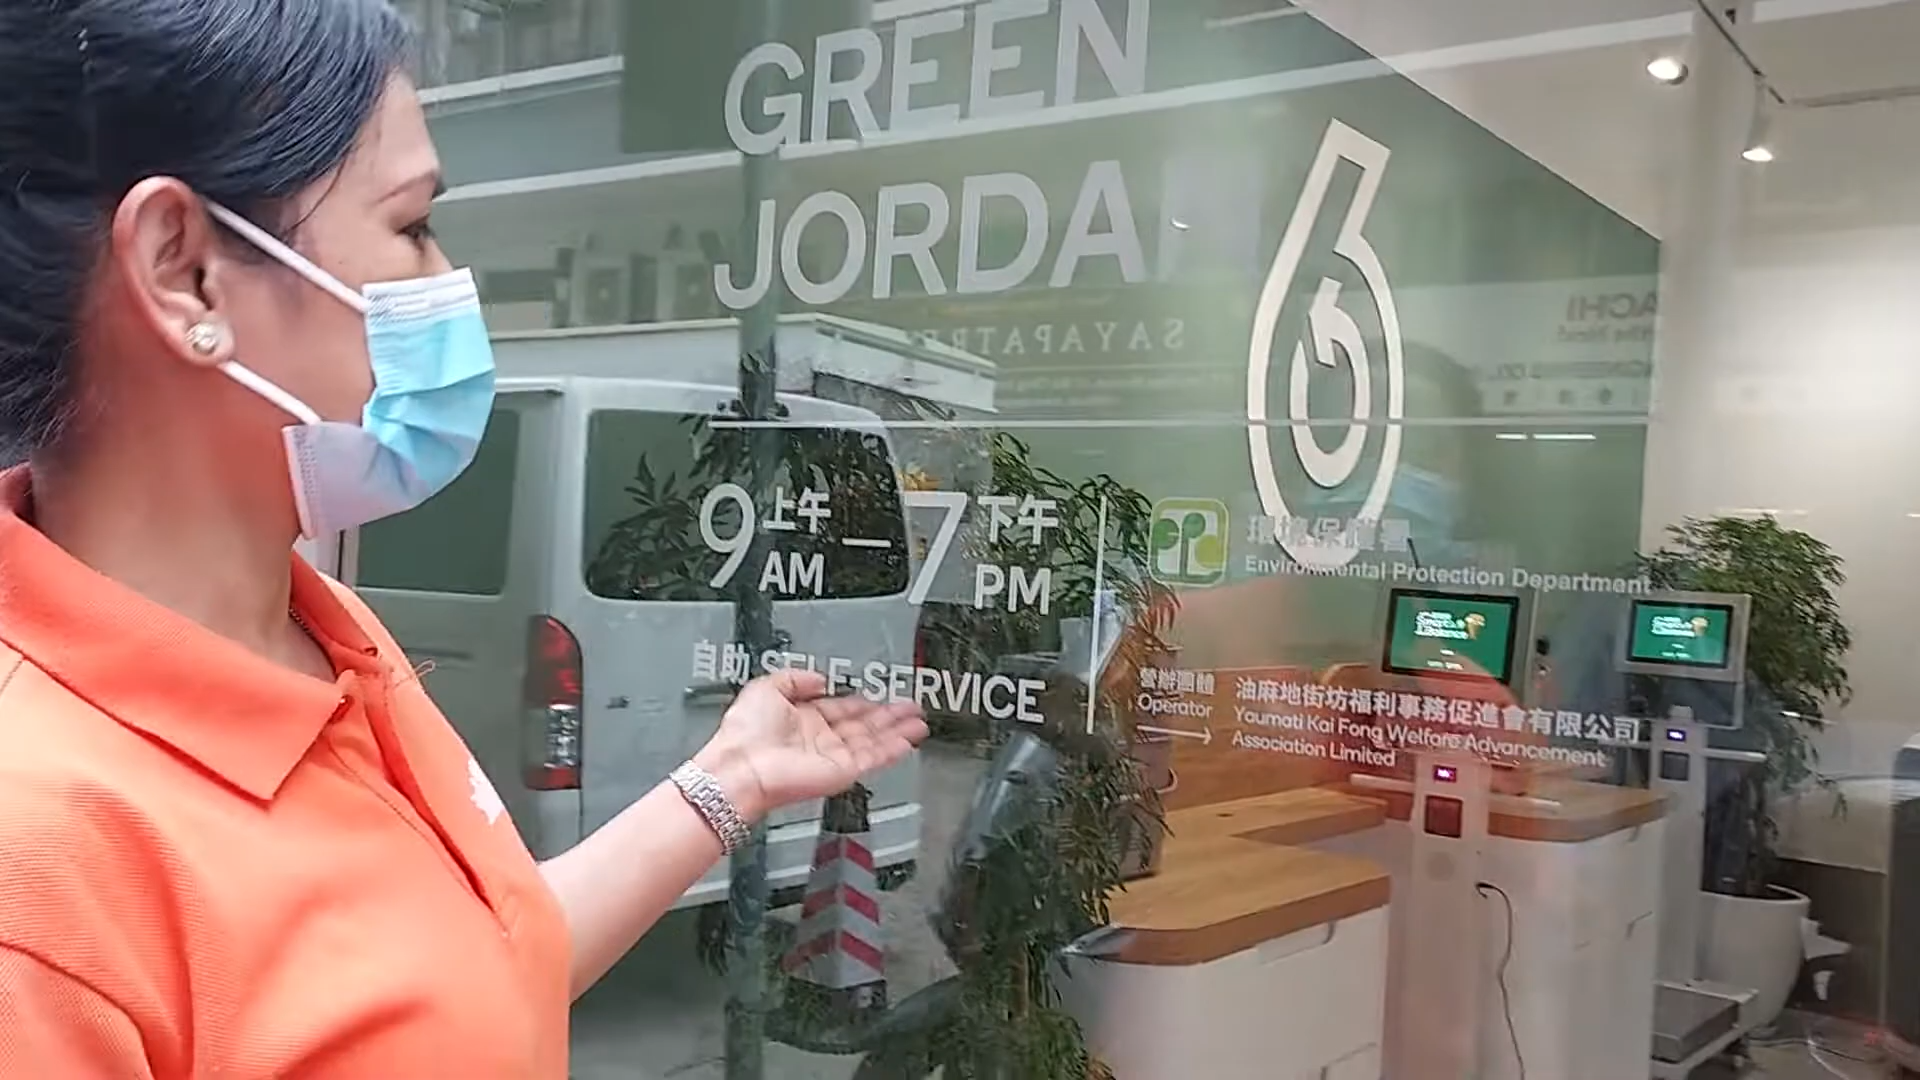 GREEN
JORDA
SAYAPATR
ACHI
9 上午 AM — 7 下午 PM
自助 SELF-SERVICE
環境保護署
Environmental Protection Department
營辦團體
Operator
油麻地街坊福利事務促進會有限公司
Yaumati Kai Fong Welfare Advancement
Association Limited